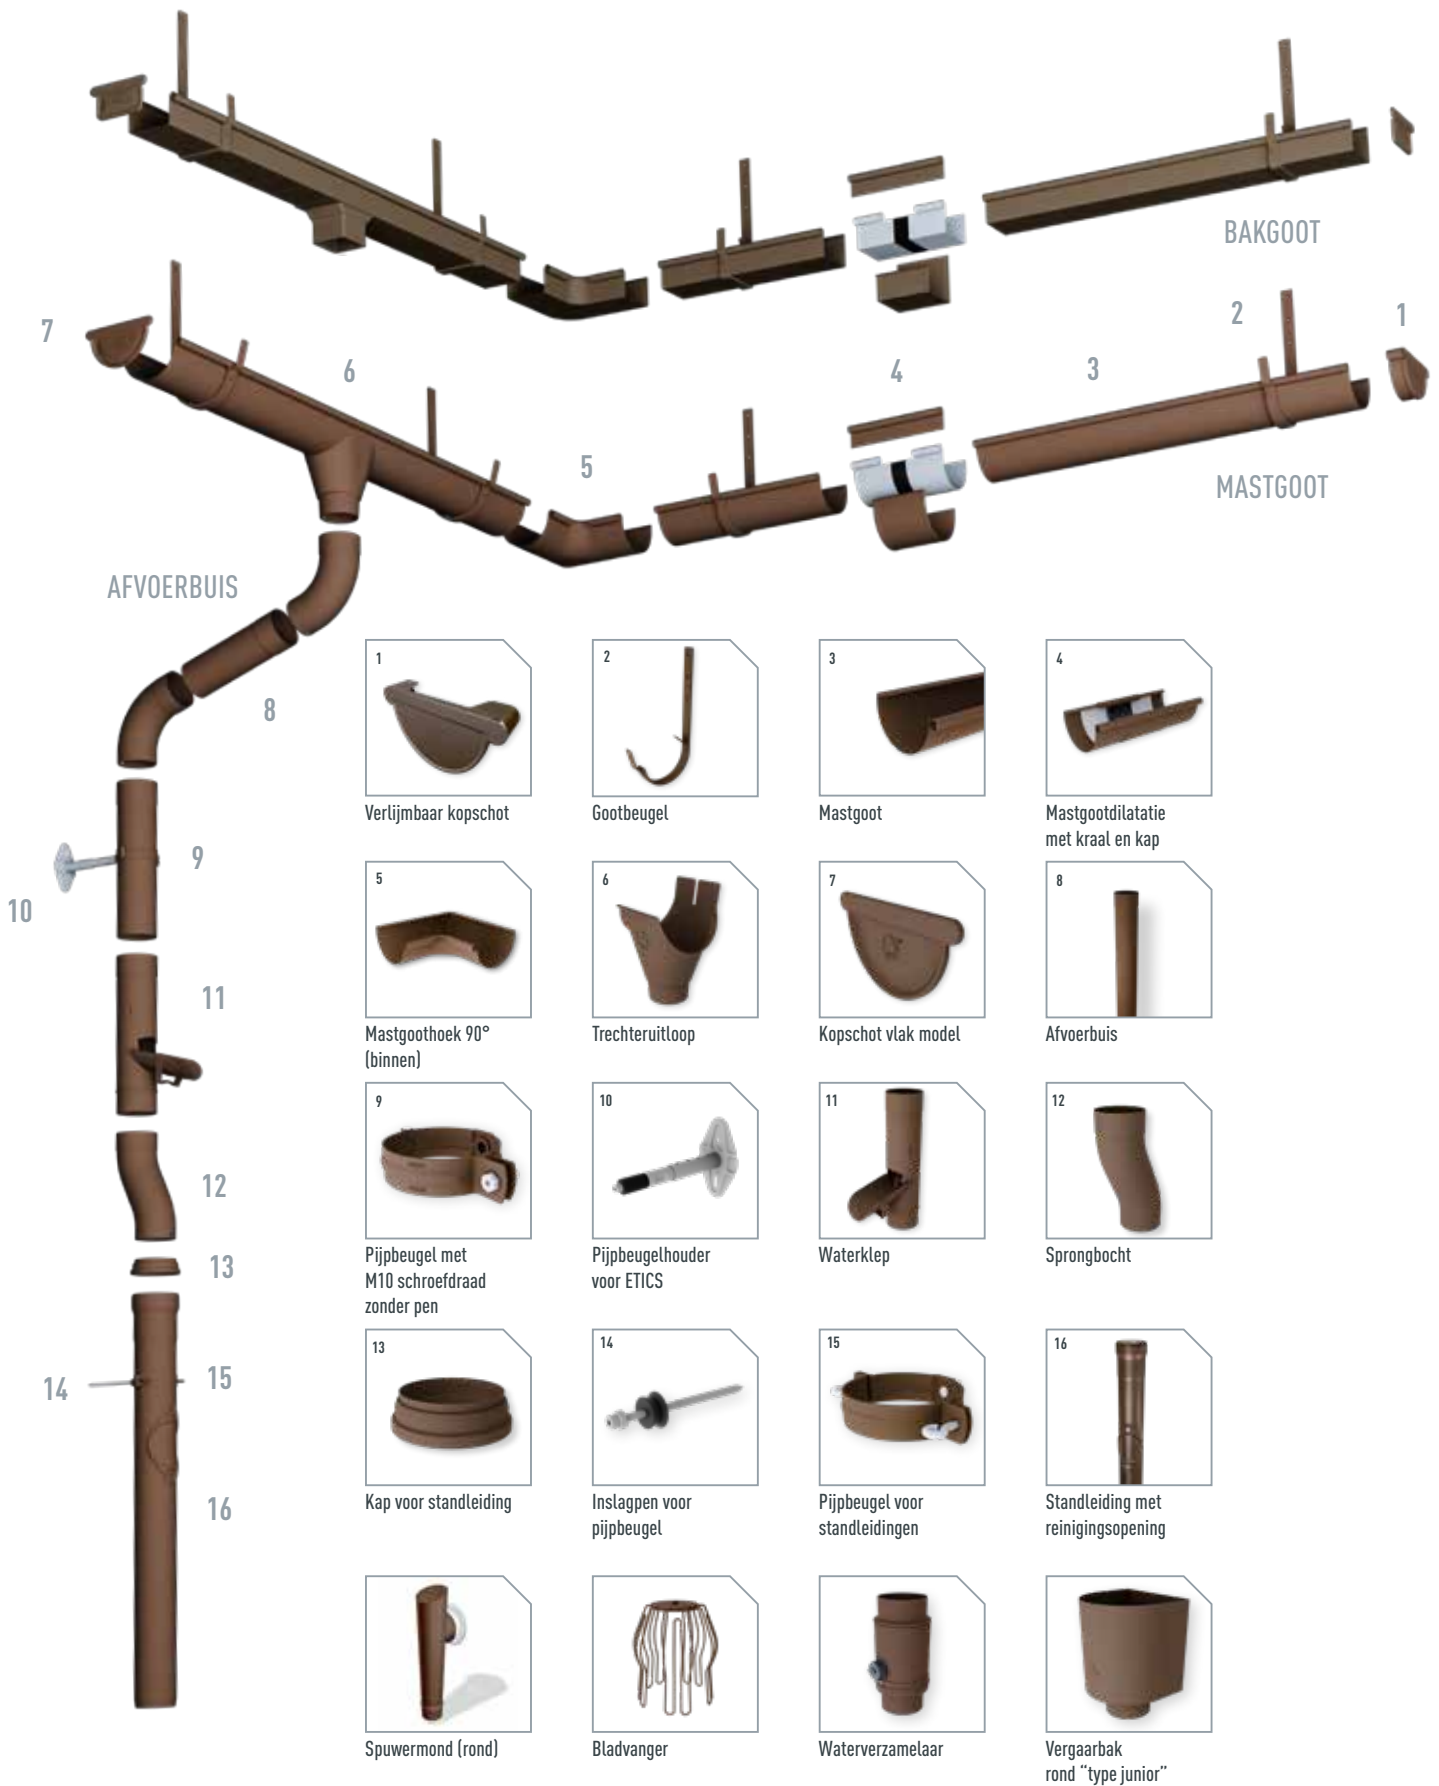 BAKGOOT
7
6
4
3
2
1
5
MASTGOOT
AFVOERBUIS
8
9
10
11
12
13
14
15
16
1
Verlijmbaar kopschot
2
Gootbeugel
3
Mastgoot
4
Mastgootdilatatie
met kraal en kap
5
Mastgoothoek 90°
(binnen)
6
Trechteruitloop
7
Kopschot vlak model
8
Afvoerbuis
9
Pijpbeugel met
M10 schroefdraad
zonder pen
10
Pijpbeugelhouder
voor ETICS
11
Waterklep
12
Sprongbocht
13
Kap voor standleiding
14
Inslagpen voor
pijpbeugel
15
Pijpbeugel voor
standleidingen
16
Standleiding met
reinigingsopening
Spuwermond (rond)
Bladvanger
Waterverzamelaar
Vergaarbak
rond “type junior”